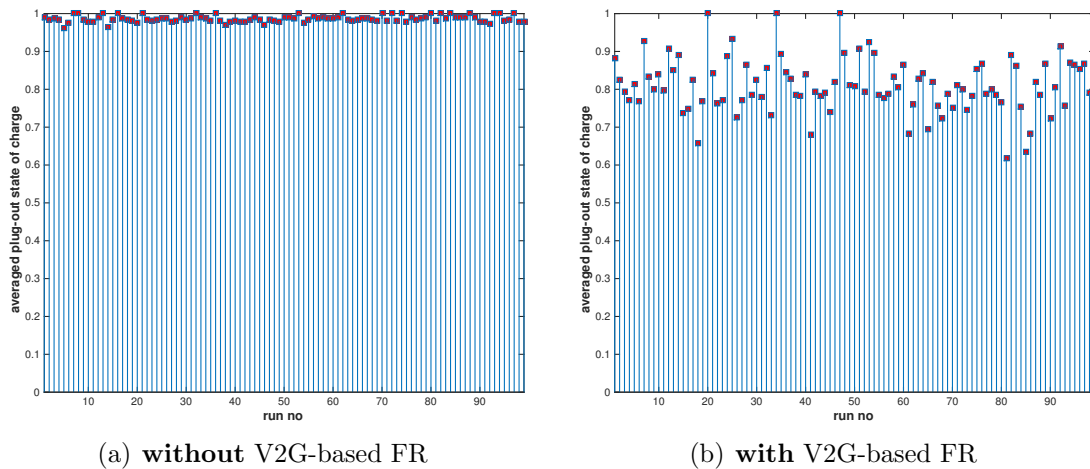 1
0.9
0.8
0.7
0.6
0.5
0.4
0.3
0.2
0.1
0
averaged plug-out state of charge
10 20 30 40 50 60 70 80 90
run no
(a) without V2G-based FR
1
0.9
0.8
0.7
0.6
0.5
0.4
0.3
0.2
0.1
0
averaged plug-out state of charge
10 20 30 40 50 60 70 80 90
run no
(b) with V2G-based FR